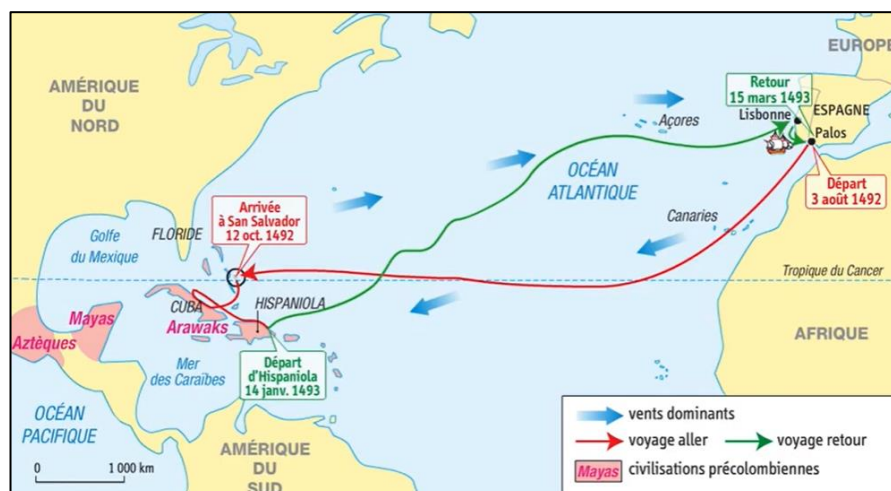 EUROPE
AMÉRIQUE
DU
NORD
Retour
15 mars 1493
Açores
Lisbonne
ESPAGNE
Palos
OCÉAN
ATLANTIQUE
Départ
3 août 1492
Arrivée
à San Salvador
12 oct. 1492
Canaries
Golfe
du Mexique
FLORIDE
Tropique du Cancer
CUBA
HISPANIOLA
Mayas
Arawaks
Aztèques
AFRIQUE
Mer
des Caraïbes
Départ
d'Hispaniola
14 janv. 1493
OCÉAN
PACIFIQUE
AMÉRIQUE
DU
SUD
0 1 000 km
vents dominants
voyage aller
voyage retour
Mayas civilisations précolombiennes